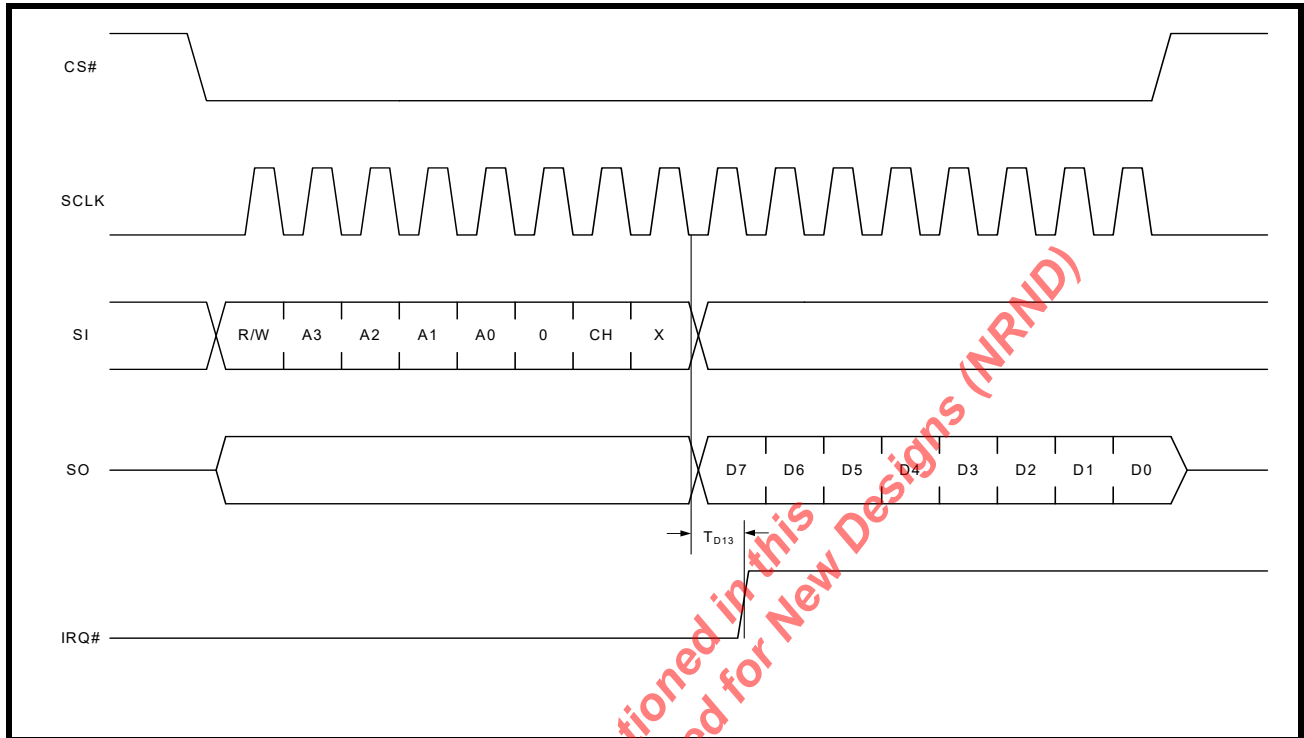 CS#
SCLK
SI
R/W A3 A2 A1 A0 0 CH X
SO
D7 D6 D5 D4 D3 D2 D1 D0
TD13
IRQ#
tioned in this
ed for New Designs (NRND)